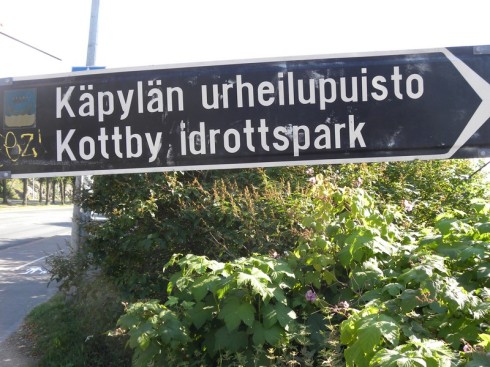 Käpylän urheilupuisto
Kottby idrottspark